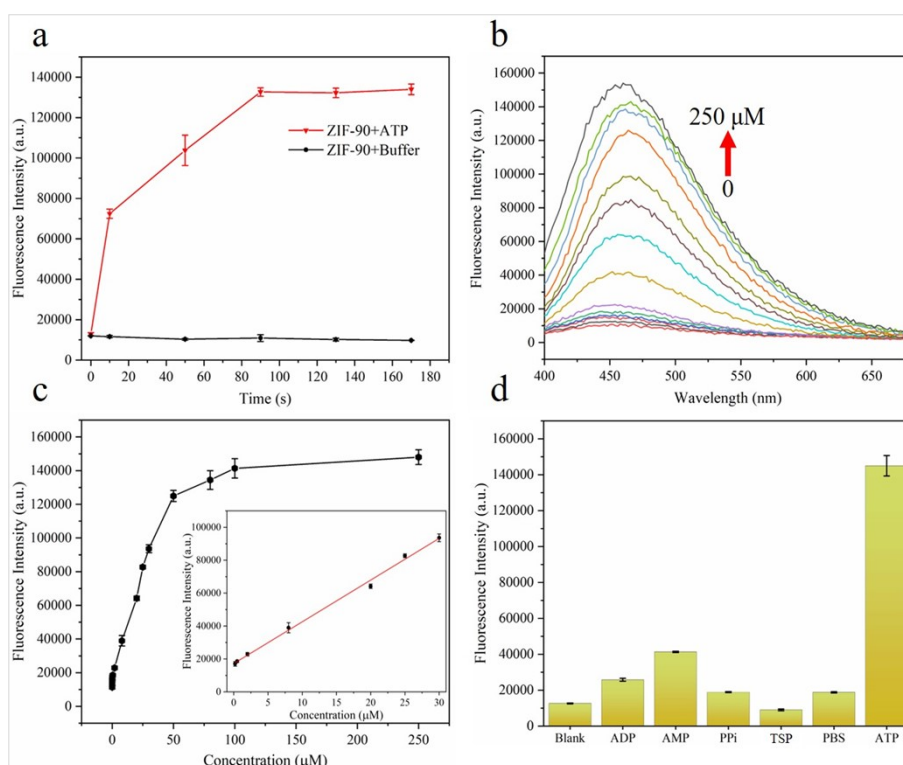 a
Fluorescence Intensity (a.u.)
140000
120000
100000
80000
60000
40000
20000
0
ZIF-90+ATP
ZIF-90+Buffer
0 20 40 60 80 100 120 140 160 180
Time (s)
b
Fluorescence Intensity (a.u.)
160000
140000
120000
100000
80000
60000
40000
20000
0
250 μM
0
400 450 500 550 600 650
Wavelength (nm)
c
Fluorescence Intensity (a.u.)
160000
140000
120000
100000
80000
60000
40000
20000
0
Fluorescence Intensity (a.u.)
100000
80000
60000
40000
20000
0
0 5 10 15 20 25 30
Concentration (μM)
0 50 100 150 200 250
Concentration (μM)
d
Fluorescence Intensity (a.u.)
160000
140000
120000
100000
80000
60000
40000
20000
0
Blank ADP AMP PPi TSP PBS ATP